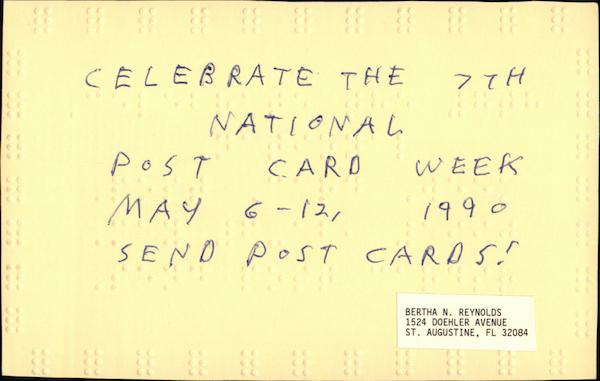 CELEBRATE THE 7TH
NATIONAL
POST CARD WEEK
MAY 6-12, 1990
SEND POST CARDS!
BERTHA N. REYNOLDS
1524 DOEHLER AVENUE
ST. AUGUSTINE, FL 32084